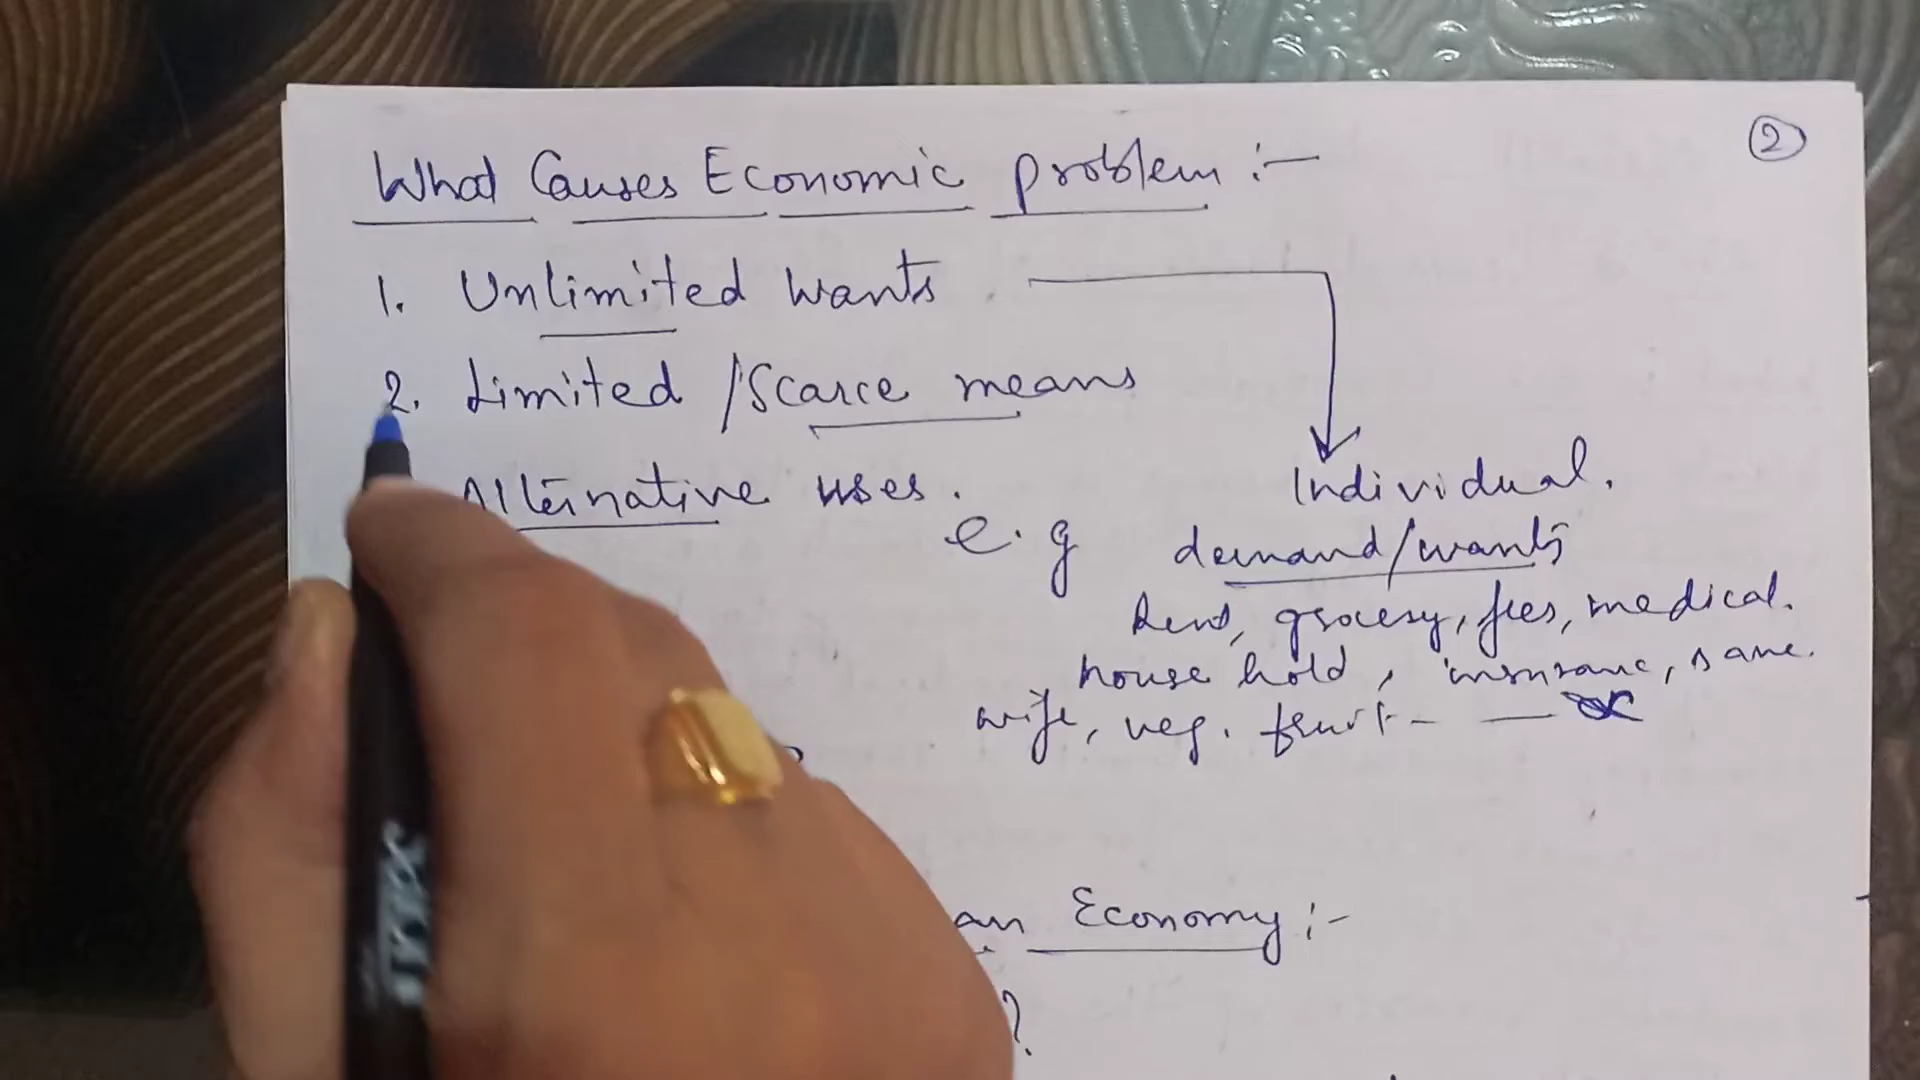 2
What Causes Economic problem :-
1. Unlimited wants
2. Limited / Scarce means
Alternative uses.
Individual.
e.g demand/wants
Rent, grocery, fees, medical.
house hold, insurance, same
wife, veg. fruit - —
an Economy :-
?